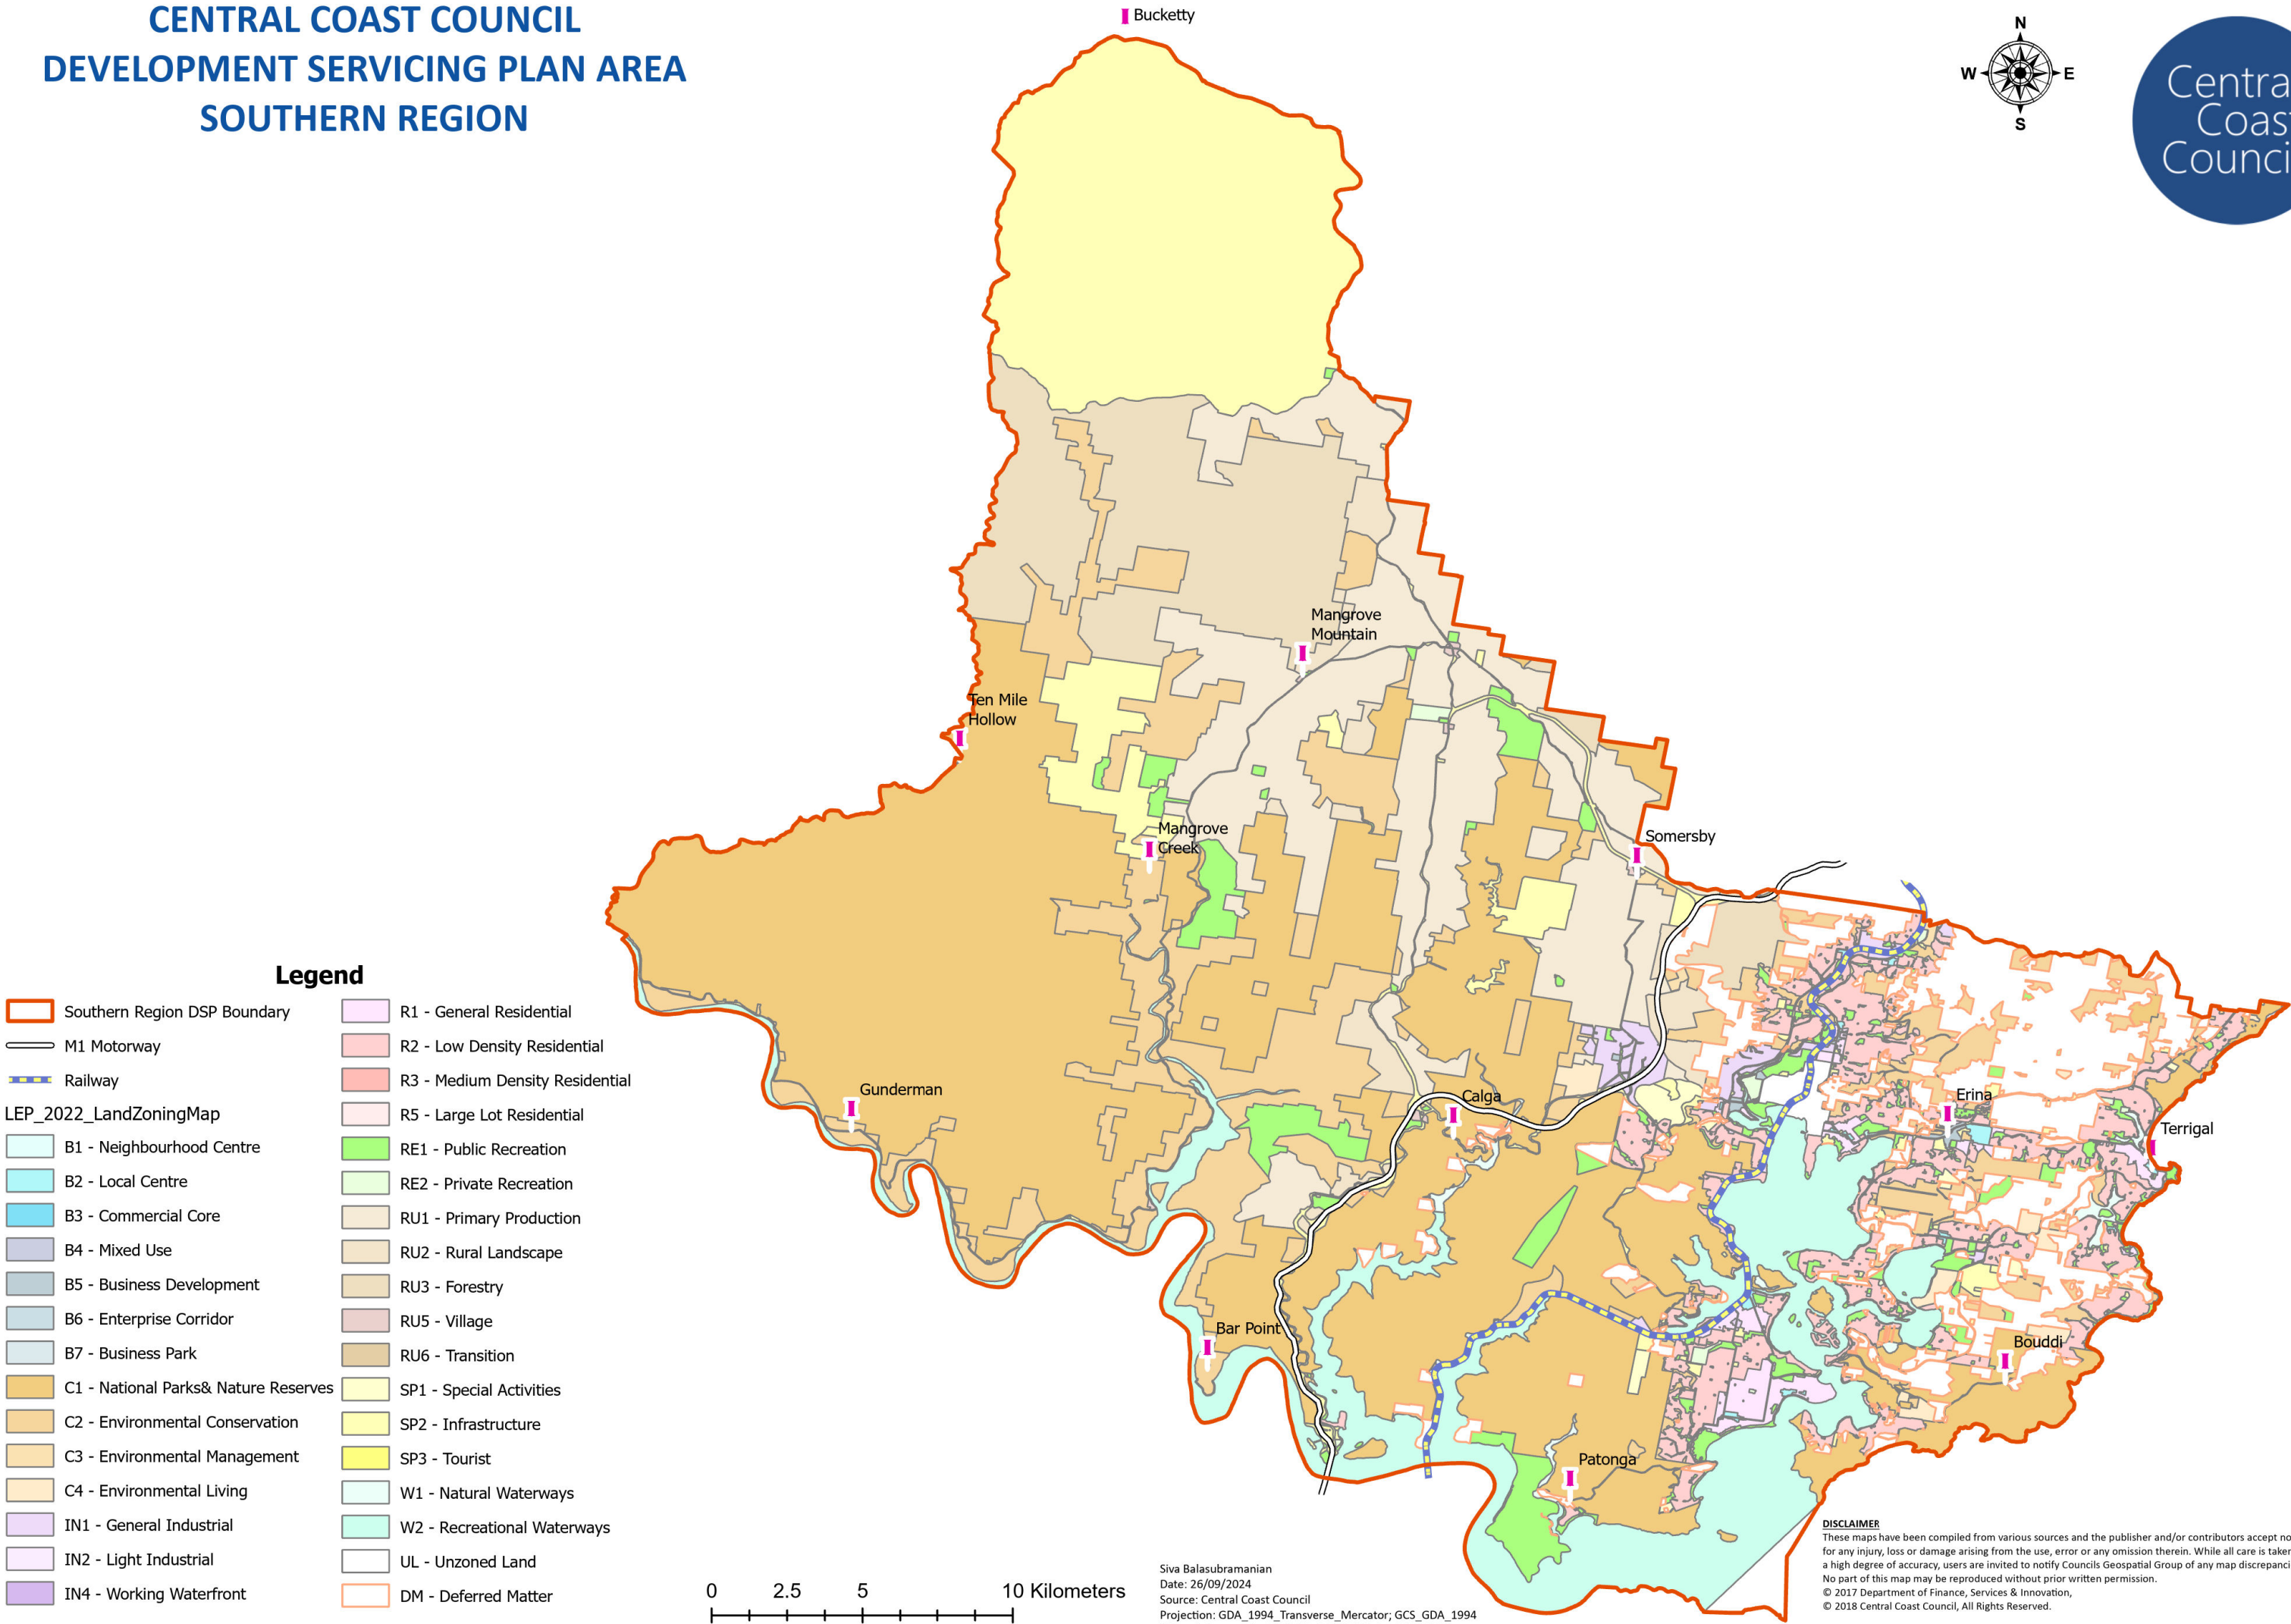 CENTRAL COAST COUNCIL
DEVELOPMENT SERVICING PLAN AREA
SOUTHERN REGION
Bucketty
N
W
E
S
Centra
Coas
Counci
Mangrove
Mountain
Ten Mile
Hollow
Mangrove
Creek
Somersby
Gunderman
Calga
Erina
Terrigal
Bar Point
Bouddi
Patonga
Legend
Southern Region DSP Boundary
M1 Motorway
Railway
LEP_2022_LandZoningMap
B1 - Neighbourhood Centre
B2 - Local Centre
B3 - Commercial Core
B4 - Mixed Use
B5 - Business Development
B6 - Enterprise Corridor
B7 - Business Park
C1 - National Parks& Nature Reserves
C2 - Environmental Conservation
C3 - Environmental Management
C4 - Environmental Living
IN1 - General Industrial
IN2 - Light Industrial
IN4 - Working Waterfront
R1 - General Residential
R2 - Low Density Residential
R3 - Medium Density Residential
R5 - Large Lot Residential
RE1 - Public Recreation
RE2 - Private Recreation
RU1 - Primary Production
RU2 - Rural Landscape
RU3 - Forestry
RU5 - Village
RU6 - Transition
SP1 - Special Activities
SP2 - Infrastructure
SP3 - Tourist
W1 - Natural Waterways
W2 - Recreational Waterways
UL - Unzoned Land
DM - Deferred Matter
0 2.5 5 10 Kilometers
Siva Balasubramanian
Date: 26/09/2024
Source: Central Coast Council
Projection: GDA_1994_Transverse_Mercator; GCS_GDA_1994
DISCLAIMER
These maps have been compiled from various sources and the publisher and/or contributors accept no
for any injury, loss or damage arising from the use, error or any omission therein. While all care is taken
a high degree of accuracy, users are invited to notify Councils Geospatial Group of any map discrepanci
No part of this map may be reproduced without prior written permission.
© 2017 Department of Finance, Services & Innovation,
© 2018 Central Coast Council, All Rights Reserved.